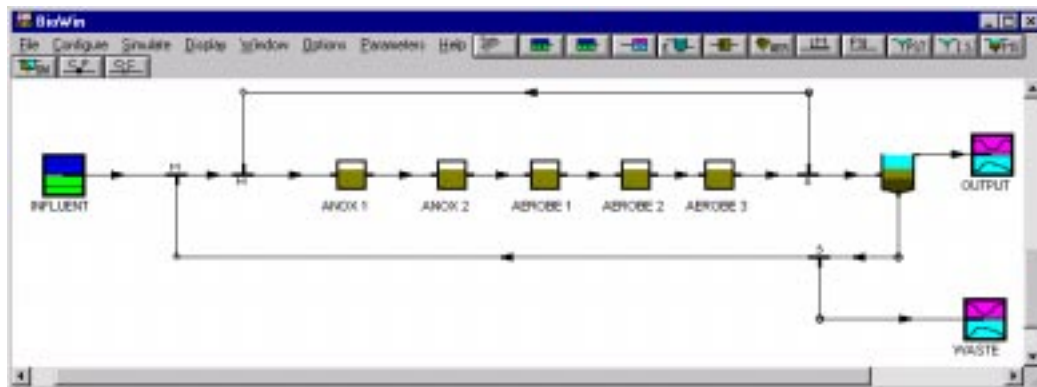 BioWin
File Configure Simulate Display Window Options Parameters Help
INFLUENT
ANOX 1 ANOX 2 AEROBE 1 AEROBE 2 AEROBE 3
OUTPUT
S
WASTE